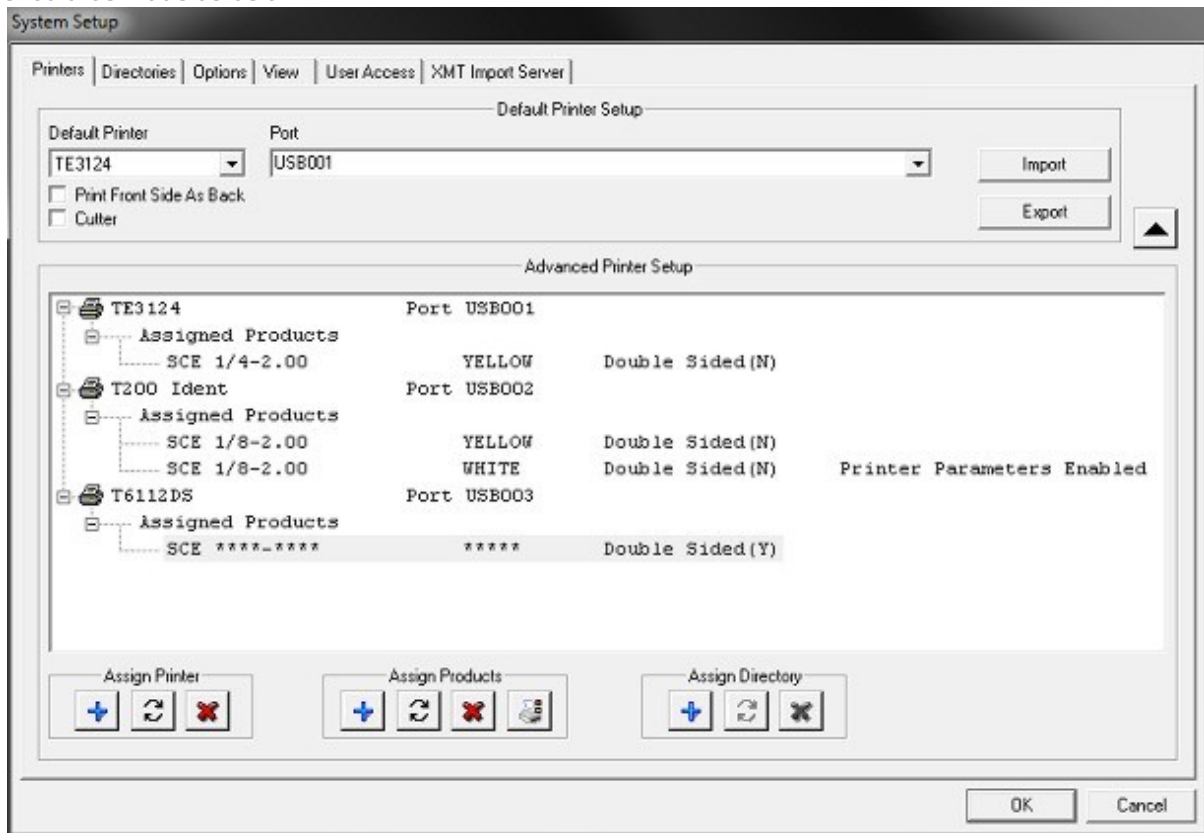 System Setup
Printers Directories Options View User Access XMT Import Server
Default Printer Setup
Default Printer Port
TE3124 USB001 Import
Print Front Side As Back
Cutter Export
Advanced Printer Setup
TE3124 Port USB001
Assigned Products
SCE 1/4-2.00 YELLOW Double Sided(N)
T200 Ident Port USB002
Assigned Products
SCE 1/8-2.00 YELLOW Double Sided(N)
SCE 1/8-2.00 WHITE Double Sided(N) Printer Parameters Enabled
T6112DS Port USB003
Assigned Products
SCE ****-**** ***** Double Sided(Y)
Assign Printer Assign Products Assign Directory
OK Cancel